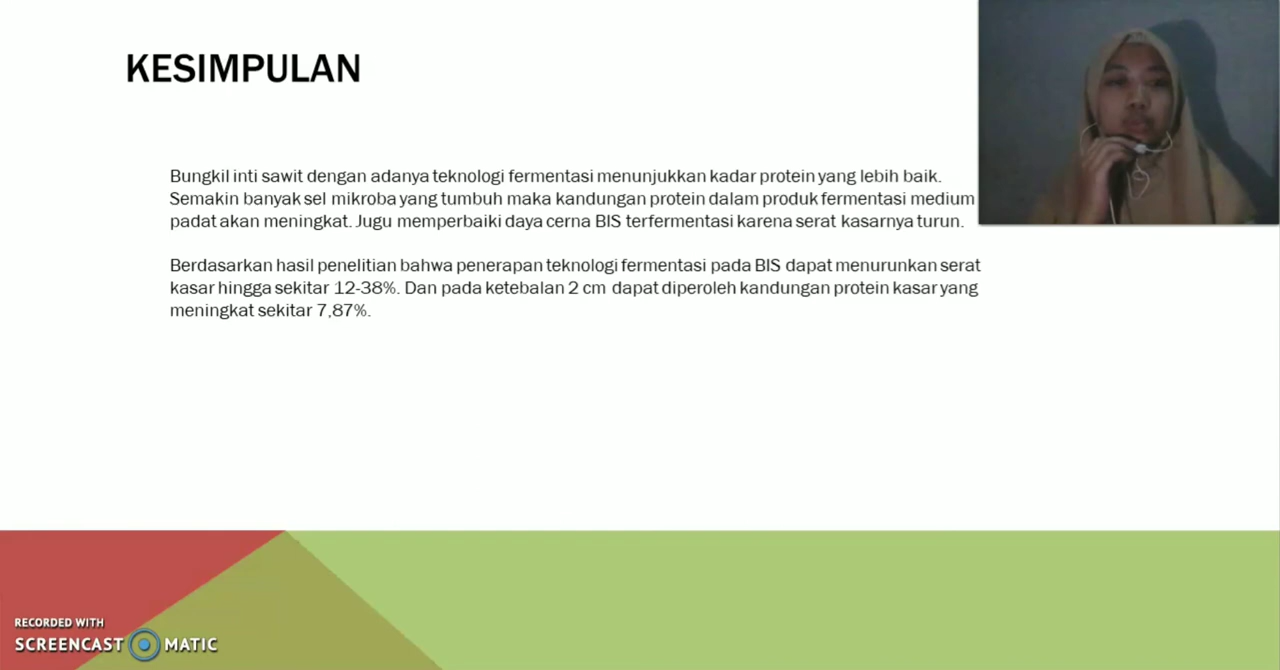 KESIMPULAN
Bungkil inti sawit dengan adanya teknologi fermentasi menunjukkan kadar protein yang lebih baik.
Semakin banyak sel mikroba yang tumbuh maka kandungan protein dalam produk fermentasi medium
padat akan meningkat. Jugu memperbaiki daya cerna BIS terfermentasi karena serat kasarnya turun.
Berdasarkan hasil penelitian bahwa penerapan teknologi fermentasi pada BIS dapat menurunkan serat
kasar hingga sekitar 12-38%. Dan pada ketebalan 2 cm dapat diperoleh kandungan protein kasar yang
meningkat sekitar 7,87%.
RECORDED WITH
SCREENCAST MATIC